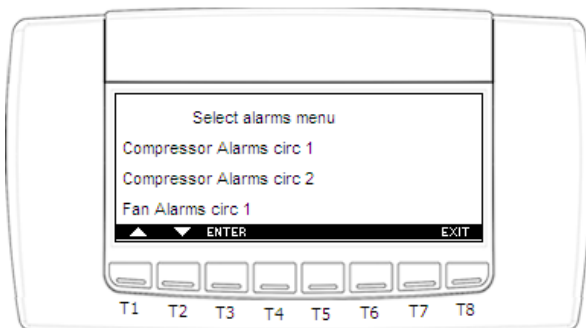 Select alarms menu
Compressor Alarms circ 1
Compressor Alarms circ 2
Fan Alarms circ 1
ENTER EXIT
T1 T2 T3 T4 T5 T6 T7 T8